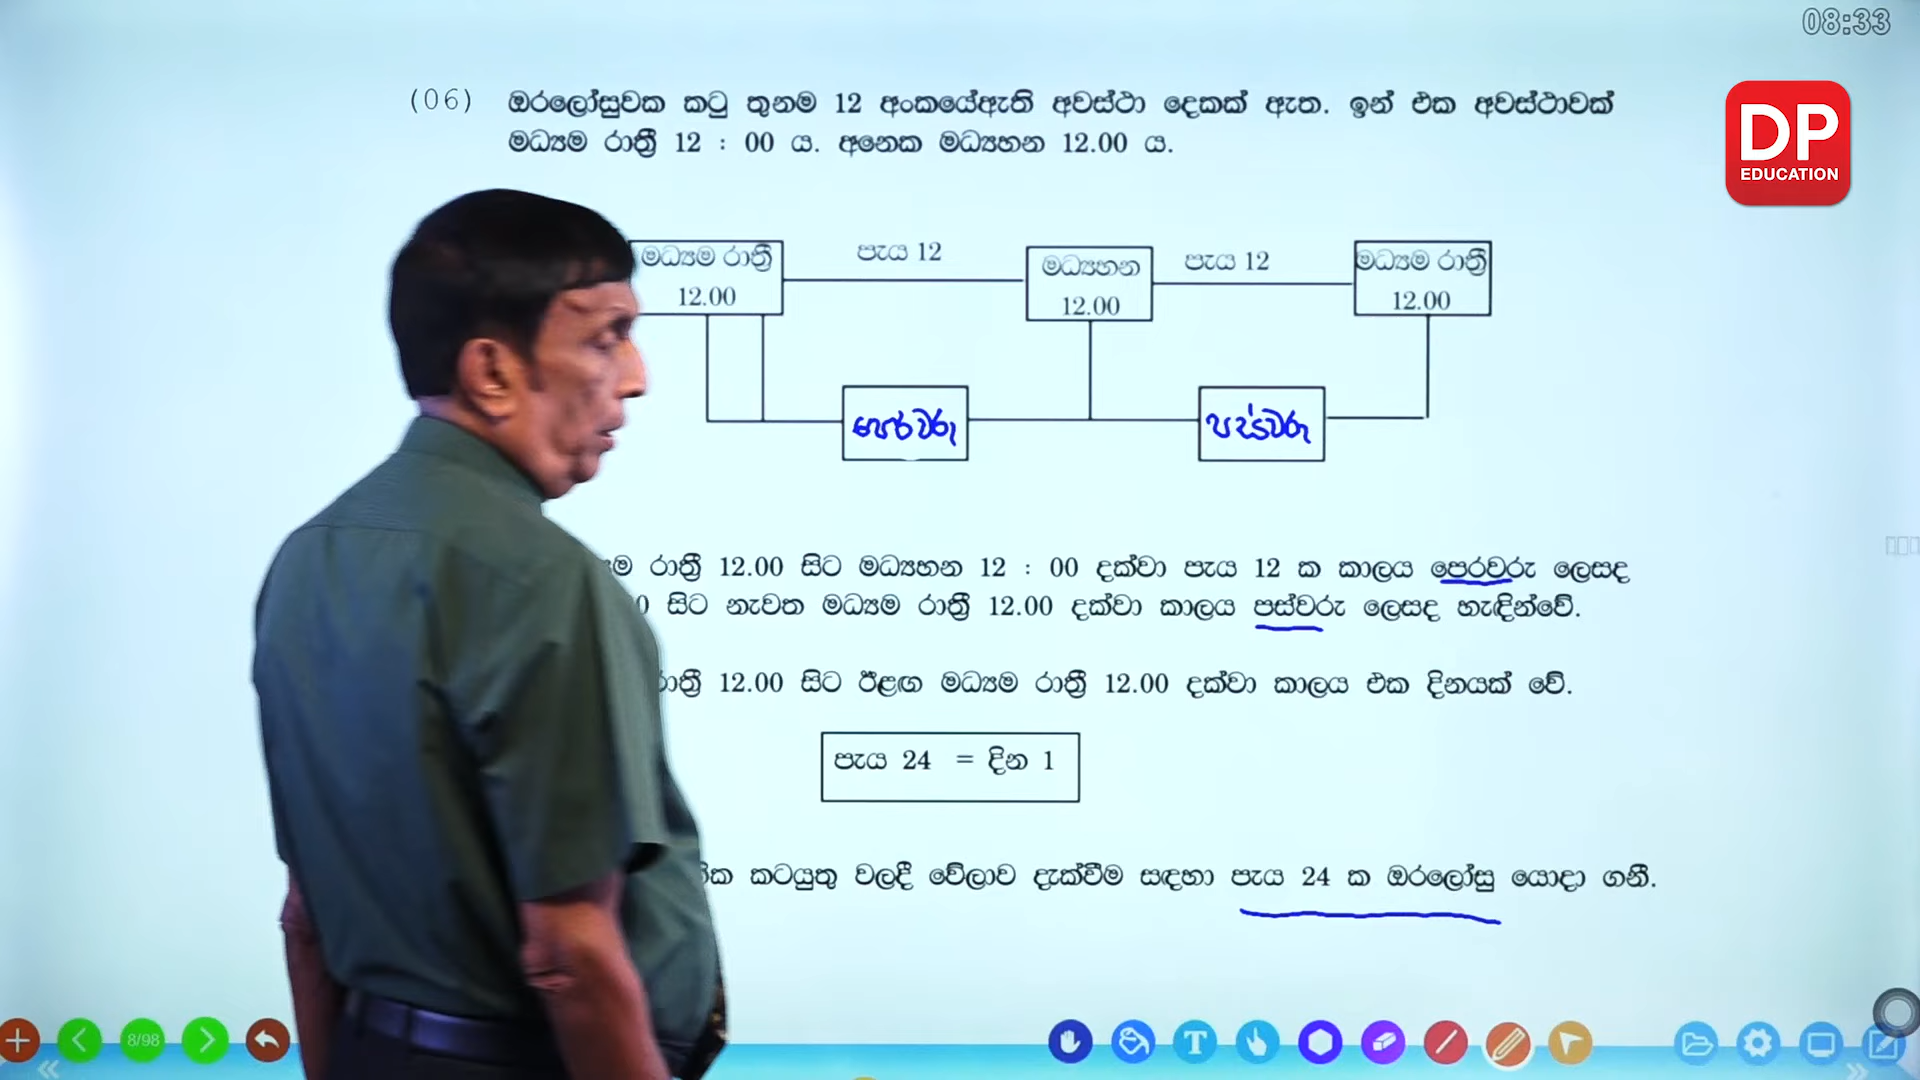 08:33
DP
EDUCATION
(06) ඔරලෝසුවක කටු තුනම 12 අංකයේඇති අවස්ථා දෙකක් ඇත. ඉන් එක අවස්ථාවක්
මධ්‍යම රාත්‍රී 12 : 00 ය. අනෙක මධ්‍යහන 12.00 ය.
මධ්‍යම රාත්‍රී
12.00
පැය 12
මධ්‍යහන
12.00
පැය 12
මධ්‍යම රාත්‍රී
12.00
පෙරවරු
පස්වරු
රාත්‍රී 12.00 සිට මධ්‍යහන 12 : 00 දක්වා පැය 12 ක කාලය පෙරවරු ලෙසද
සිට නැවත මධ්‍යම රාත්‍රී 12.00 දක්වා කාලය පස්වරු ලෙසද හැඳින්වේ.
රාත්‍රී 12.00 සිට ඊළඟ මධ්‍යම රාත්‍රී 12.00 දක්වා කාලය එක දිනයක් වේ.
පැය 24 = දින 1
කටයුතු වලදී වේලාව දැක්වීම සඳහා පැය 24 ක ඔරලෝසු යොදා ගනී.
8/98